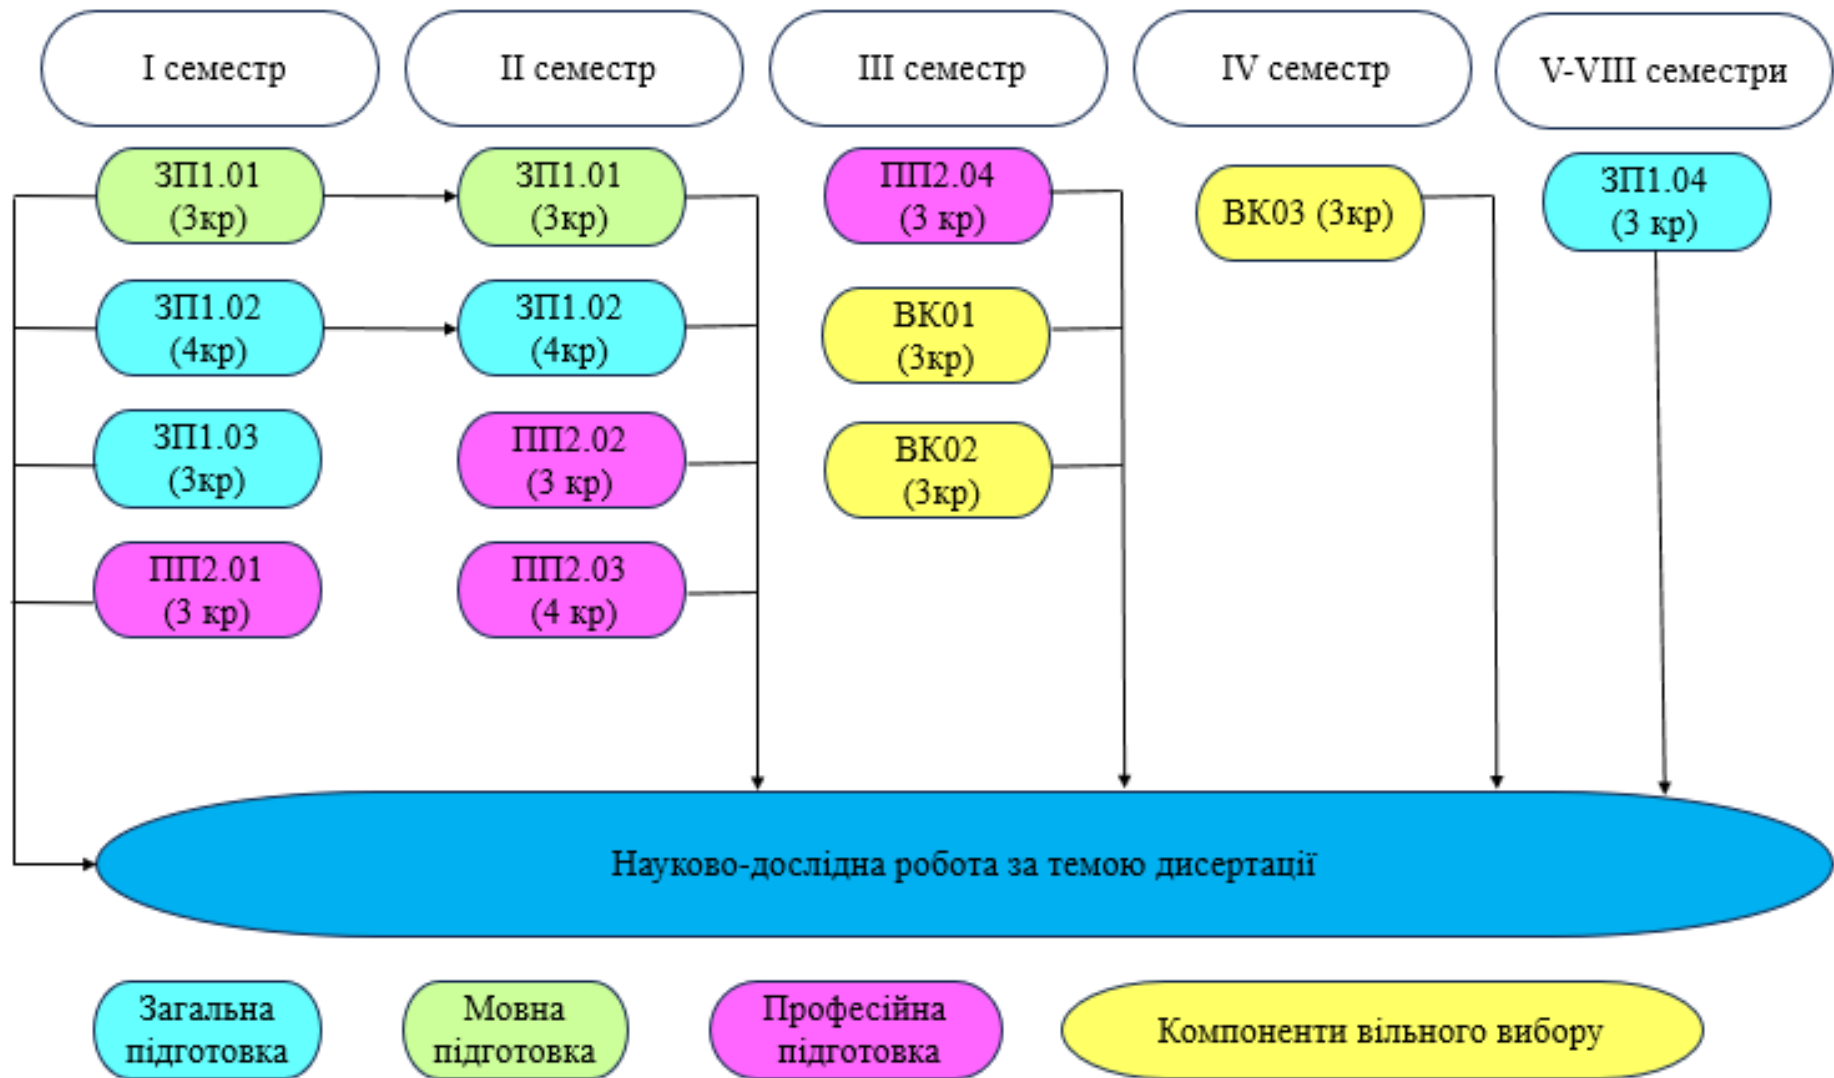 І семестр
ІІ семестр
ІІІ семестр
IV семестр
V-VIII семестри
ЗП1.01
(3кр)
ЗП1.01
(3кр)
ПП2.04
(3 кр)
ВК03 (3кр)
ЗП1.04
(3 кр)
ЗП1.02
(4кр)
ЗП1.02
(4кр)
ВК01
(3кр)
ЗП1.03
(3кр)
ПП2.02
(3 кр)
ВК02
(3кр)
ПП2.01
(3 кр)
ПП2.03
(4 кр)
Науково-дослідна робота за темою дисертації
Загальна
підготовка
Мовна
підготовка
Професійна
підготовка
Компоненти вільного вибору